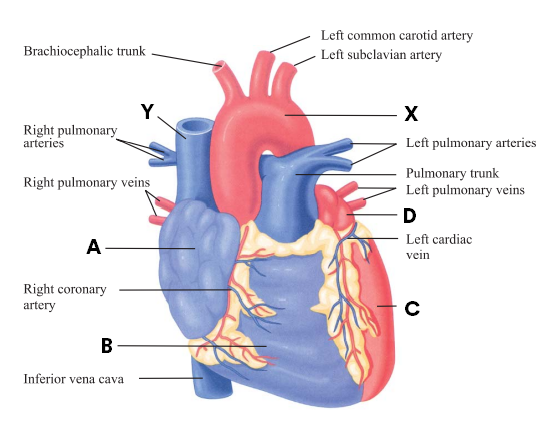 Left common carotid artery
Brachiocephalic trunk
Left subclavian artery
Y
X
Right pulmonary
arteries
Left pulmonary arteries
Pulmonary trunk
Right pulmonary veins
Left pulmonary veins
D
A
Left cardiac
vein
Right coronary
artery
C
B
Inferior vena cava